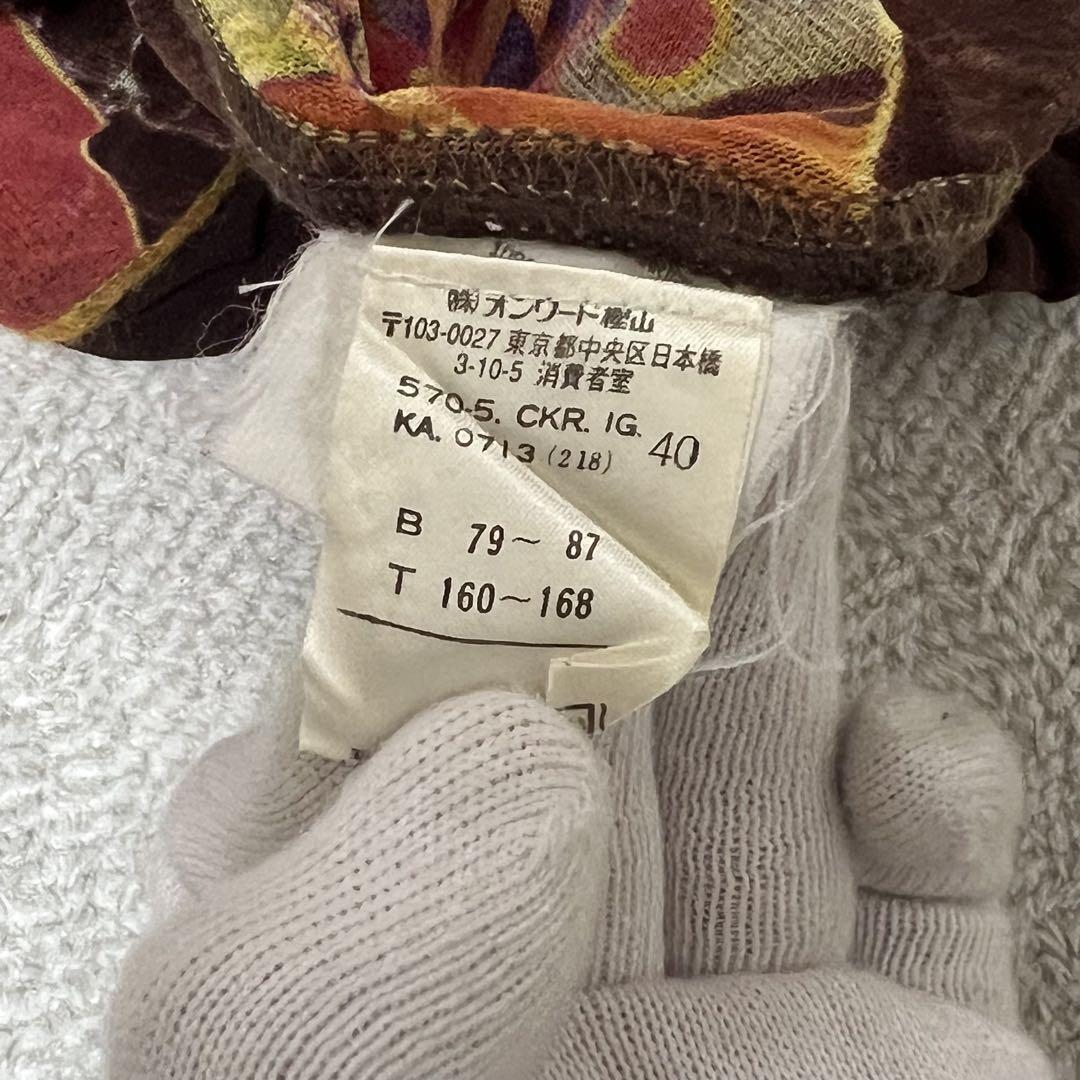 ㈱オンワード樫山
〒103-0027 東京都中央区日本橋
3-10-5 消費者室
570-5. CKR. IG.
KA. 0713 (218) 40
B 79～ 87
T 160～168